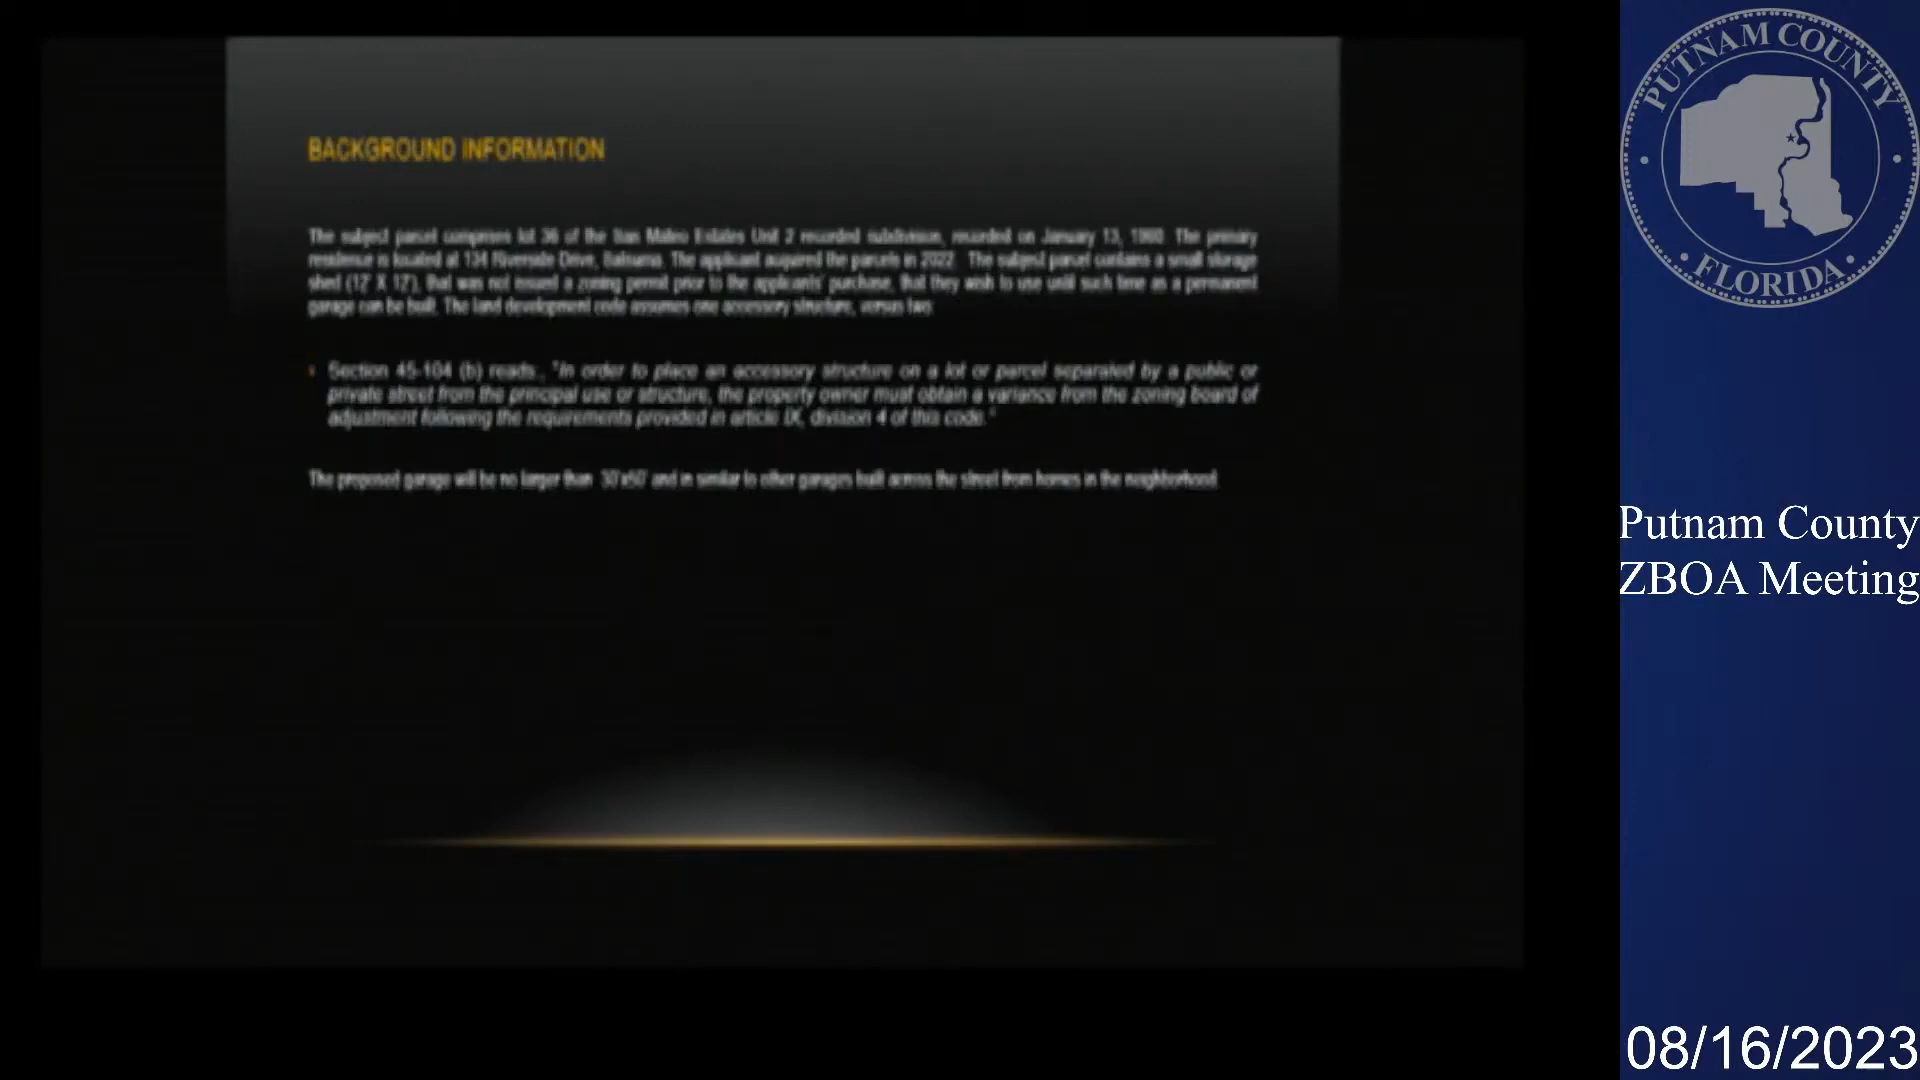 BACKGROUND INFORMATION
The subject parcel comprises lot 36 of the San Mateo Estates Unit 2 recorded subdivision, recorded on January 13, The primary
residence is located at 134 Riverside Drive, Satsuma. The applicant acquired the parcels in 2022. The subject parcel contains a small storage
shed (12' X 12'), that was not issued a zoning permit prior to the applicants' purchase, that they wish to use until such time as a permanent
garage can be built. The land development code assumes one accessory structure, versus two.
• Section 45-104 (b) reads., "In order to place an accessory structure on a lot or parcel separated by a public or
private street from the principal use or structure, the property owner must obtain a variance from the zoning board of
adjustment following the requirements provided in article IX, division 4 of this code."
The proposed garage will be no larger than 30'x50' and in similar to other garages built across the street from homes in the neighborhood.
PUTNAM COUNTY
FLORIDA
Putnam County
ZBOA Meeting
08/16/2023